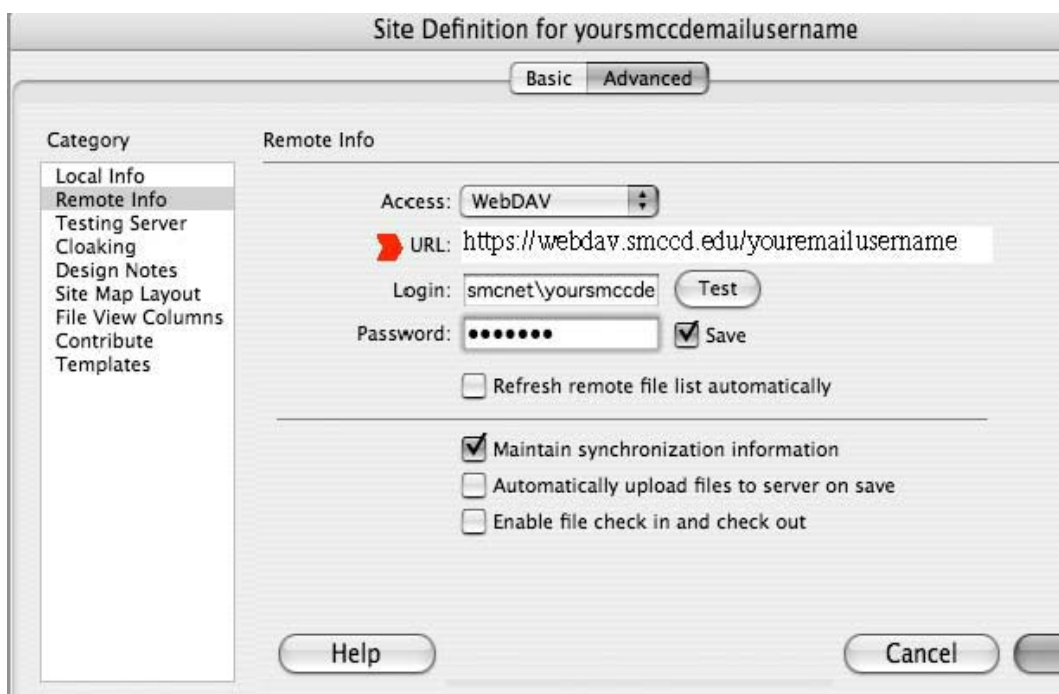 Site Definition for yoursmccdemailusername
Basic Advanced
Category
Local Info
Remote Info
Testing Server
Cloaking
Design Notes
Site Map Layout
File View Columns
Contribute
Templates
Remote Info
Access: WebDAV
URL: https://webdav.smccd.edu/youremailusername
Login: smcnet\yoursmccde Test
Password: ••••••• Save
Refresh remote file list automatically
Maintain synchronization information
Automatically upload files to server on save
Enable file check in and check out
Help Cancel